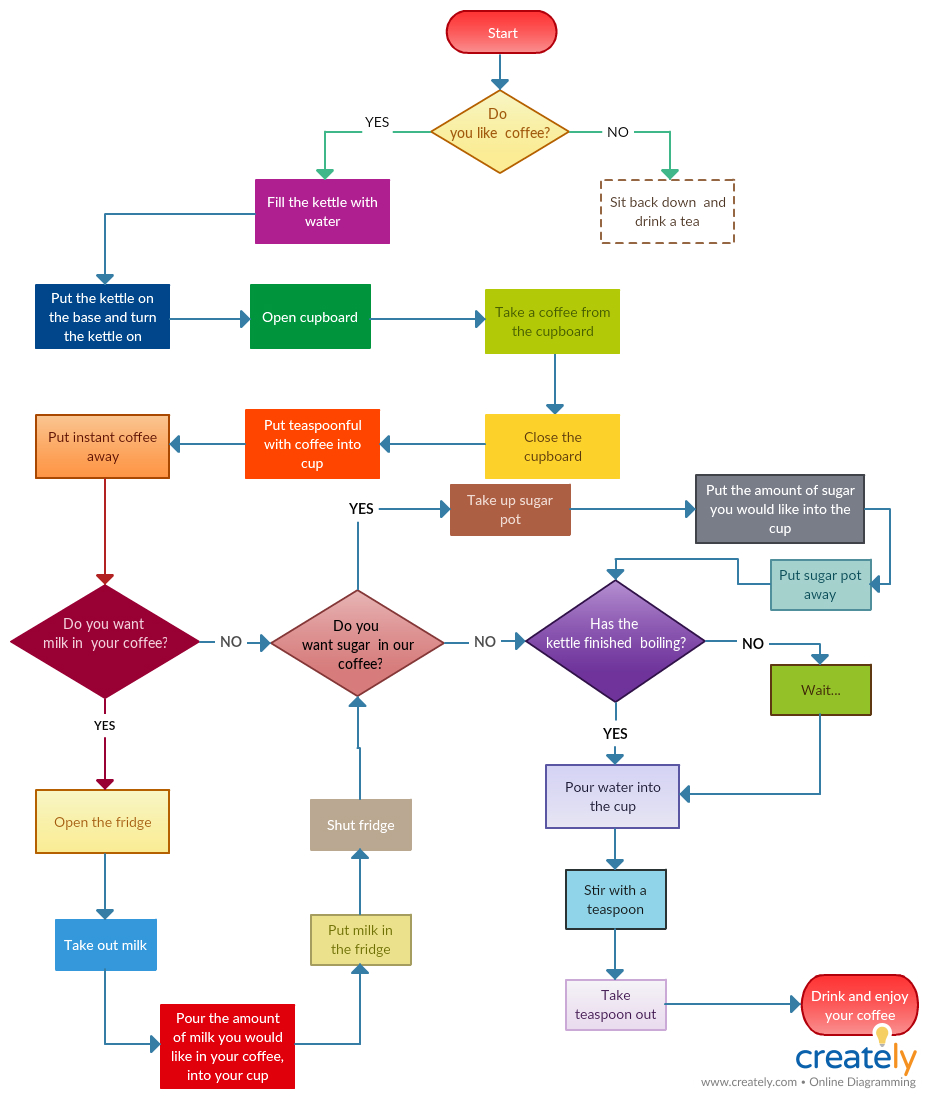 Start
Do
you like coffee?
YES
NO
Fill the kettle with
water
Sit back down and
drink a tea
Put the kettle on
the base and turn
the kettle on
Open cupboard
Take a coffee from
the cupboard
Put instant coffee
away
Put teaspoonful
with coffee into
cup
Close the
cupboard
YES
Take up sugar
pot
Put the amount of sugar
you would like into the
cup
Put sugar pot
away
Do you want
milk in your coffee?
NO
Do you
want sugar in our
coffee?
NO
Has the
kettle finished boiling?
NO
Wait...
YES
YES
Pour water into
the cup
Open the fridge
Shut fridge
Stir with a
teaspoon
Take out milk
Put milk in
the fridge
Pour the amount
of milk you would
like in your coffee,
into your cup
Take
teaspoon out
Drink and enjoy
your coffee
creately
www.creately.com • Online Diagramming